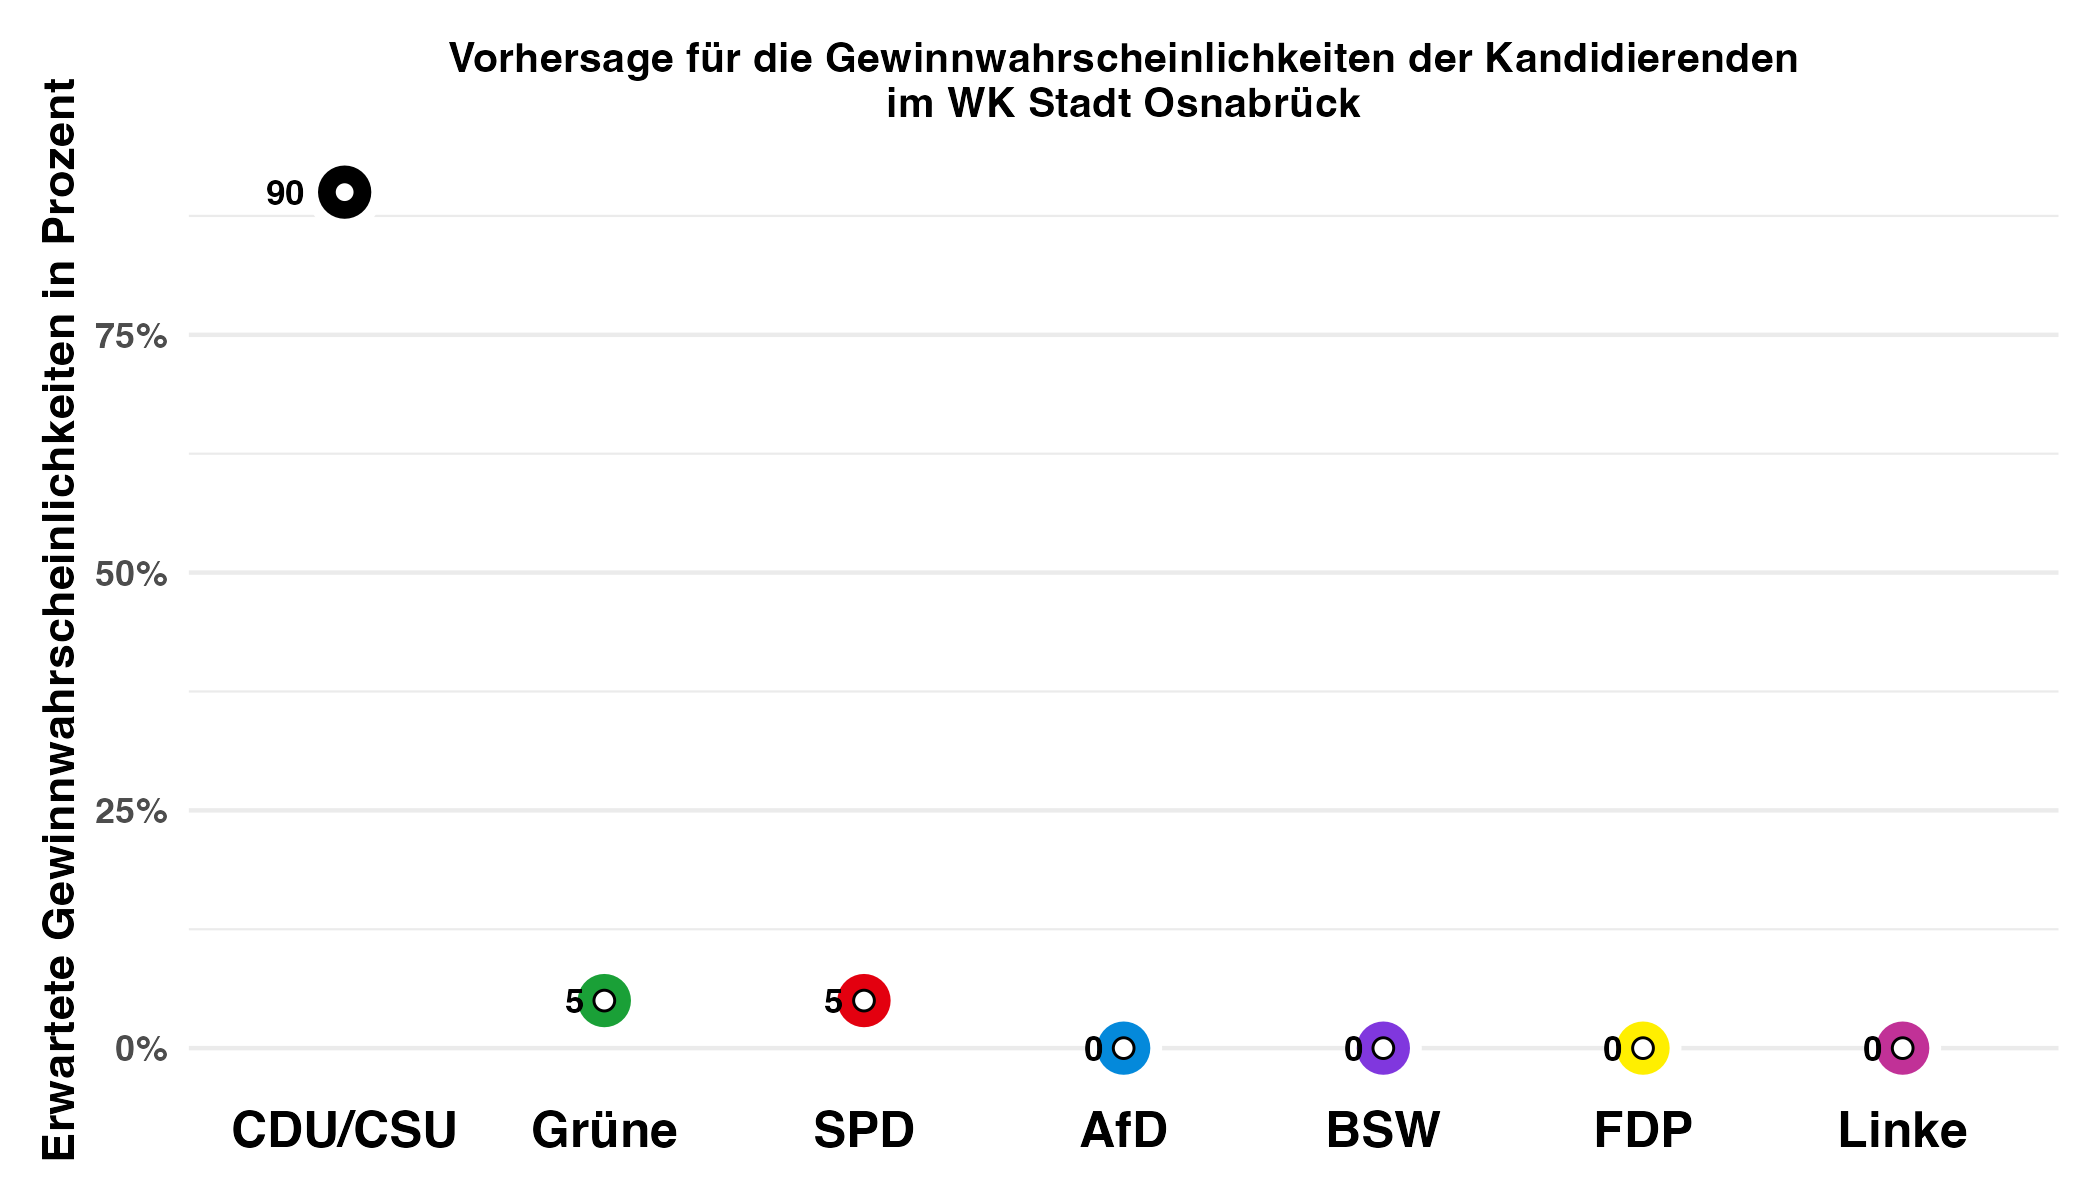 Vorhersage für die Gewinnwahrscheinlichkeiten der Kandidierenden
im WK Stadt Osnabrück
Erwartete Gewinnwahrscheinlichkeiten in Prozent
90
75%
50%
25%
5
5
0%
0
0
0
0
CDU/CSU
Grüne
SPD
AfD
BSW
FDP
Linke